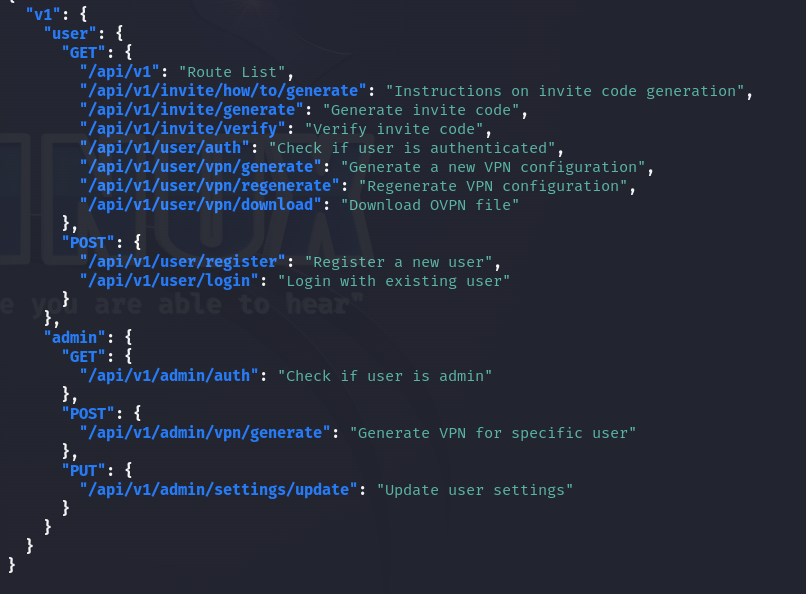 {
"v1": {
"user": {
"GET": {
"/api/v1": "Route List",
"/api/v1/invite/how/to/generate": "Instructions on invite code generation",
"/api/v1/invite/generate": "Generate invite code",
"/api/v1/invite/verify": "Verify invite code",
"/api/v1/user/auth": "Check if user is authenticated",
"/api/v1/user/vpn/generate": "Generate a new VPN configuration",
"/api/v1/user/vpn/regenerate": "Regenerate VPN configuration",
"/api/v1/user/vpn/download": "Download OVPN file"
},
"POST": {
"/api/v1/user/register": "Register a new user",
"/api/v1/user/login": "Login with existing user"
}
e you are able to hear"
},
"admin": {
"GET": {
"/api/v1/admin/auth": "Check if user is admin"
},
"POST": {
"/api/v1/admin/vpn/generate": "Generate VPN for specific user"
},
"PUT": {
"/api/v1/admin/settings/update": "Update user settings"
}
}
}
}